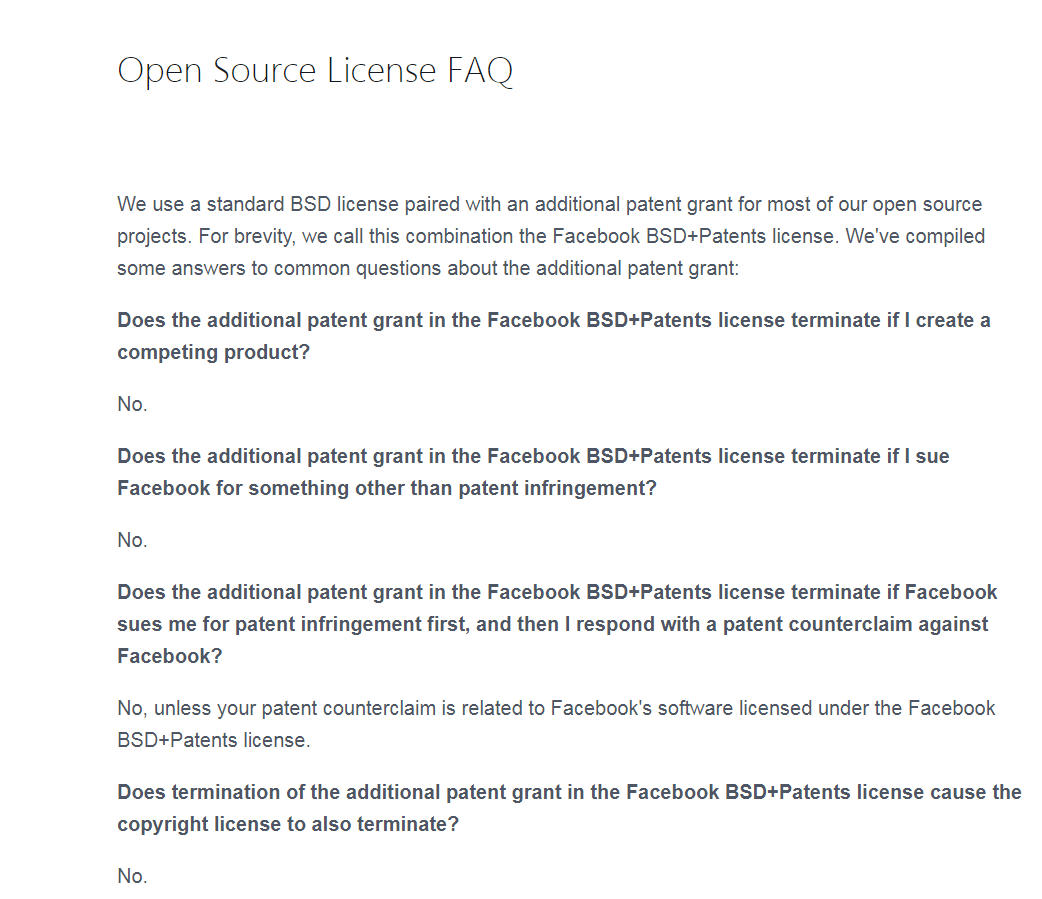 Open Source License FAQ
We use a standard BSD license paired with an additional patent grant for most of our open source
projects. For brevity, we call this combination the Facebook BSD+Patents license. We've compiled
some answers to common questions about the additional patent grant:
Does the additional patent grant in the Facebook BSD+Patents license terminate if I create a
competing product?
No.
Does the additional patent grant in the Facebook BSD+Patents license terminate if I sue
Facebook for something other than patent infringement?
No.
Does the additional patent grant in the Facebook BSD+Patents license terminate if Facebook
sues me for patent infringement first, and then I respond with a patent counterclaim against
Facebook?
No, unless your patent counterclaim is related to Facebook's software licensed under the Facebook
BSD+Patents license.
Does termination of the additional patent grant in the Facebook BSD+Patents license cause the
copyright license to also terminate?
No.